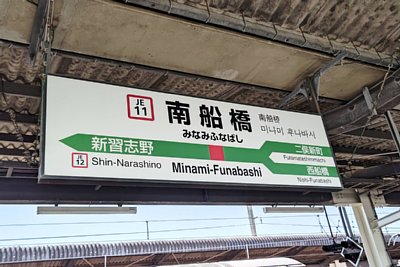 JE
11
南船橋
みなみふなばし
南船桥
미나미 후나바시
新習志野
JE
12
Shin-Narashino
Minami-Funabashi
二俣新町
Futamatashimmachi
西船橋
Nishi-Funabashi